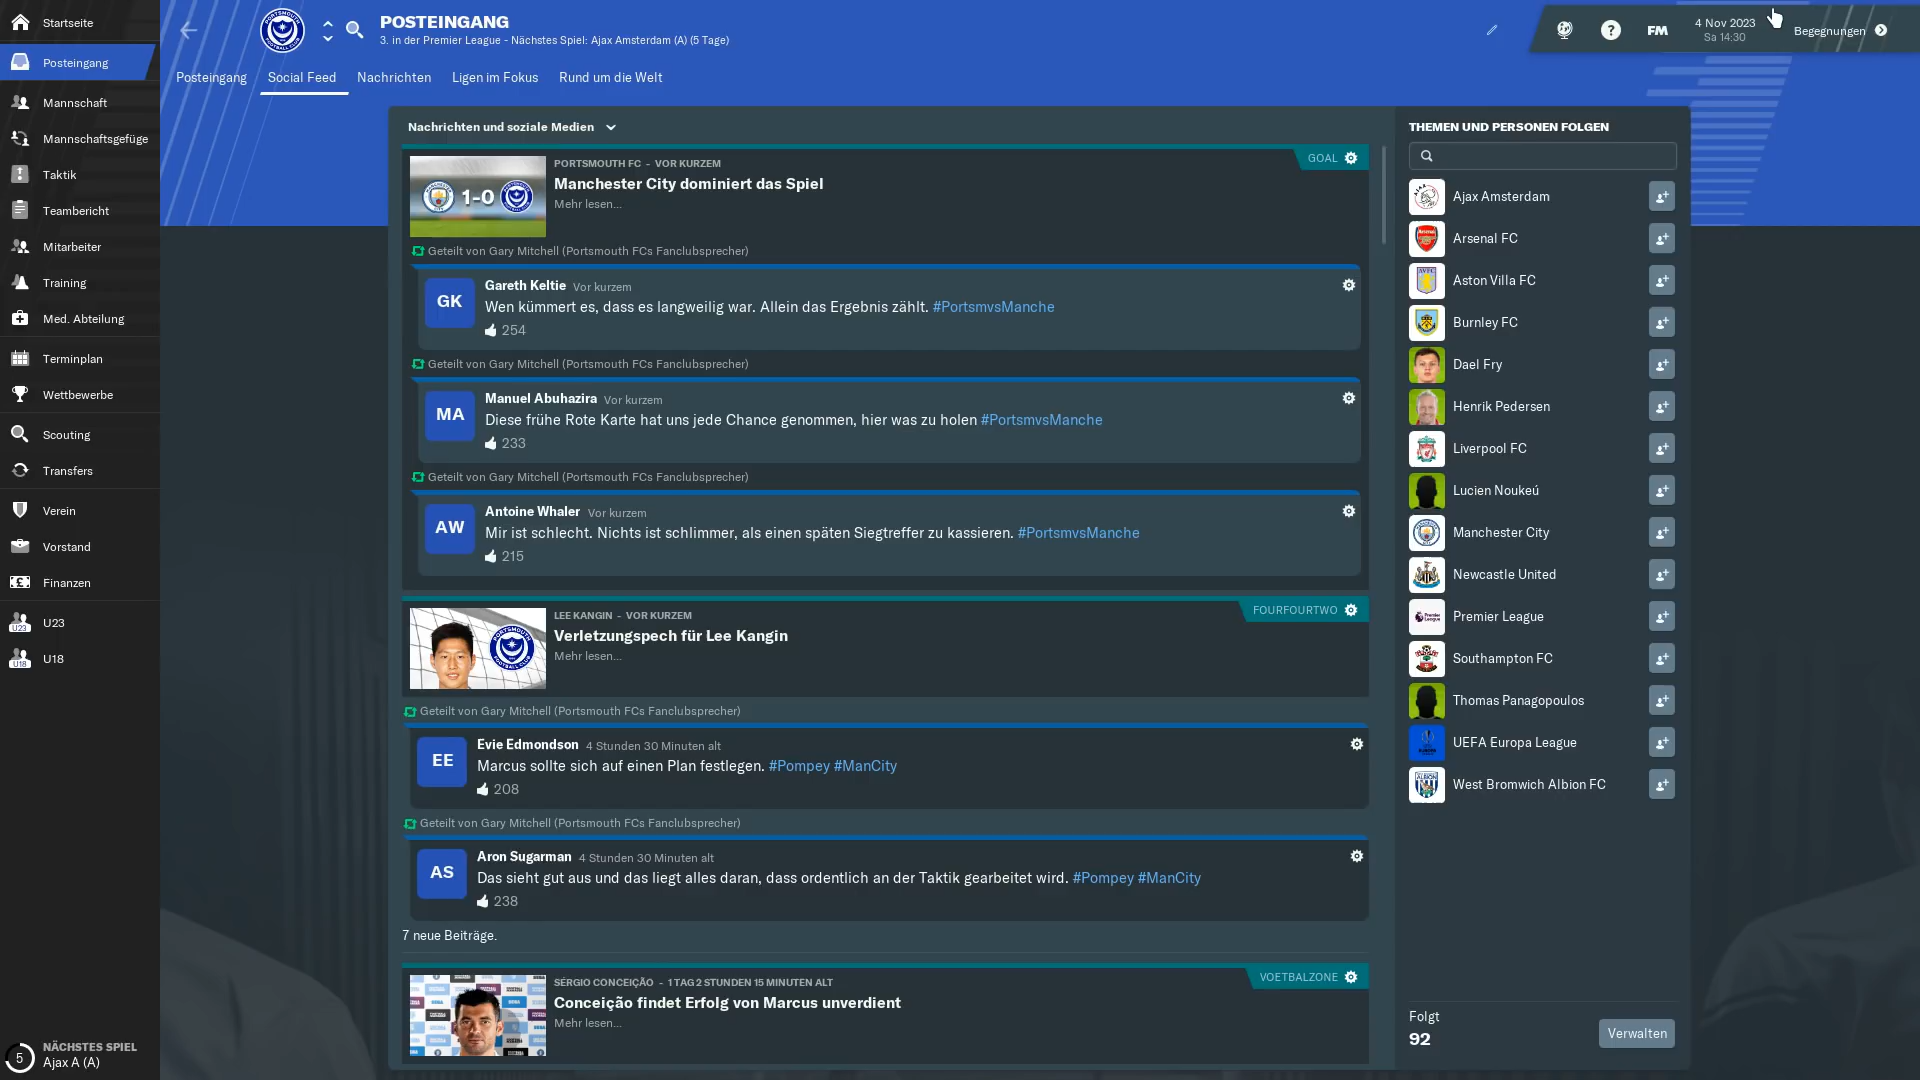 Startseite
Posteingang
Mannschaft
Mannschaftsgefüge
Taktik
Teambericht
Mitarbeiter
Training
Med. Abteilung
Terminplan
Wettbewerbe
Scouting
Transfers
Verein
Vorstand
Finanzen
U23
U23
U18
U18
5
NÄCHSTES SPIEL
Ajax A (A)
POSTEINGANG
3. in der Premier League - Nächstes Spiel: Ajax Amsterdam (A) (5 Tage)
?
FM
4 Nov 2023
Sa 14:30
Begegnungen
Posteingang
Social Feed
Nachrichten
Ligen im Fokus
Rund um die Welt
Nachrichten und soziale Medien
1-0
PORTSMOUTH FC - VOR KURZEM
GOAL
Manchester City dominiert das Spiel
Mehr lesen...
Geteilt von Gary Mitchell (Portsmouth FCs Fanclubsprecher)
GK
Gareth Keltie Vor kurzem
Wen kümmert es, dass es langweilig war. Allein das Ergebnis zählt. #PortsmvsManche
254
Geteilt von Gary Mitchell (Portsmouth FCs Fanclubsprecher)
MA
Manuel Abuhazira Vor kurzem
Diese frühe Rote Karte hat uns jede Chance genommen, hier was zu holen #PortsmvsManche
233
Geteilt von Gary Mitchell (Portsmouth FCs Fanclubsprecher)
AW
Antoine Whaler Vor kurzem
Mir ist schlecht. Nichts ist schlimmer, als einen späten Siegtreffer zu kassieren. #PortsmvsManche
215
LEE KANGIN - VOR KURZEM
FOURFOURTWO
Verletzungspech für Lee Kangin
Mehr lesen...
Geteilt von Gary Mitchell (Portsmouth FCs Fanclubsprecher)
EE
Evie Edmondson 4 Stunden 30 Minuten alt
Marcus sollte sich auf einen Plan festlegen. #Pompey #ManCity
208
Geteilt von Gary Mitchell (Portsmouth FCs Fanclubsprecher)
AS
Aron Sugarman 4 Stunden 30 Minuten alt
Das sieht gut aus und das liegt alles daran, dass ordentlich an der Taktik gearbeitet wird. #Pompey #ManCity
238
7 neue Beiträge.
SÉRGIO CONCEIÇÃO - 1 TAG 2 STUNDEN 15 MINUTEN ALT
VOETBALZONE
Conceição findet Erfolg von Marcus unverdient
Mehr lesen...
THEMEN UND PERSONEN FOLGEN
Ajax Amsterdam
Arsenal FC
Aston Villa FC
Burnley FC
Dael Fry
Henrik Pedersen
Liverpool FC
Lucien Noukeú
Manchester City
Newcastle United
Premier League
Southampton FC
Thomas Panagopoulos
UEFA Europa League
West Bromwich Albion FC
Folgt
92
Verwalten